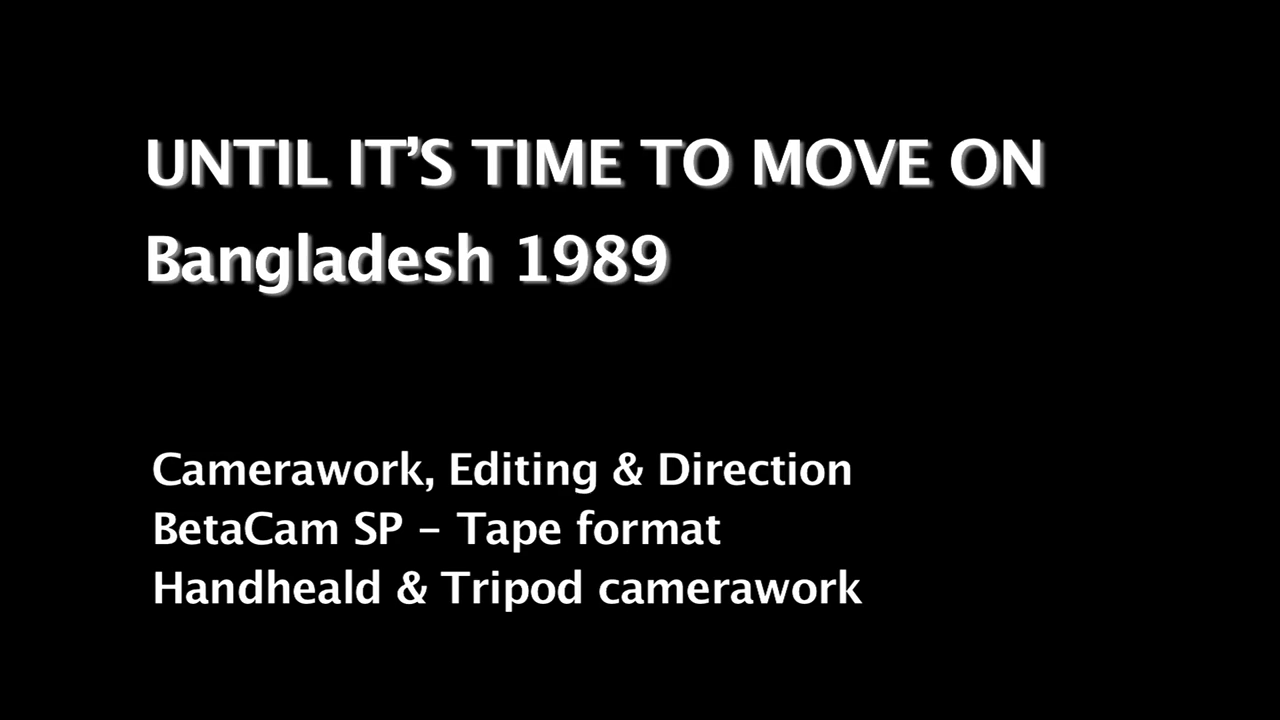 UNTIL IT’S TIME TO MOVE ON
Bangladesh 1989
Camerawork, Editing & Direction
BetaCam SP – Tape format
Handheald & Tripod camerawork